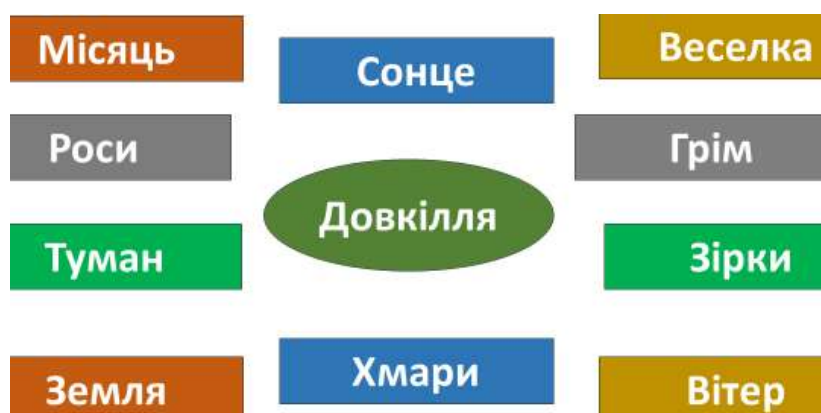 Місяць
Сонце
Веселка
Роси
Грім
Довкілля
Туман
Зірки
Земля
Хмари
Вітер